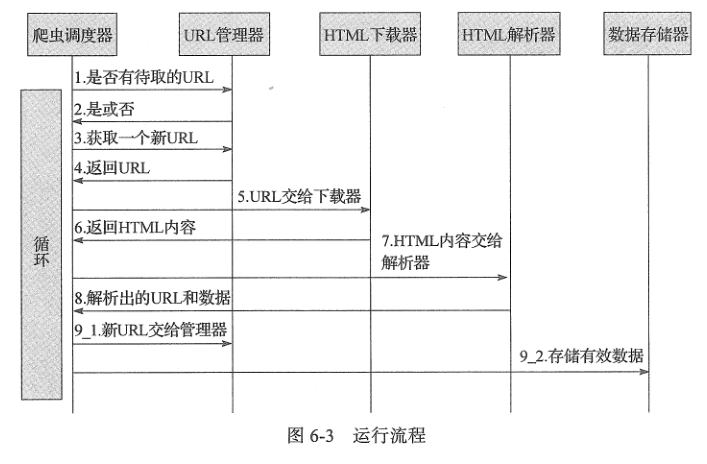 爬虫调度器
URL管理器
HTML下载器
HTML解析器
数据存储器
1.是否有待取的URL
2.是或否
3.获取一个新URL
4.返回URL
5.URL交给下载器
6.返回HTML内容
7.HTML内容交给
解析器
循
环
8.解析出的URL和数据
9_1.新URL交给管理器
9_2.存储有效数据
图 6-3 运行流程